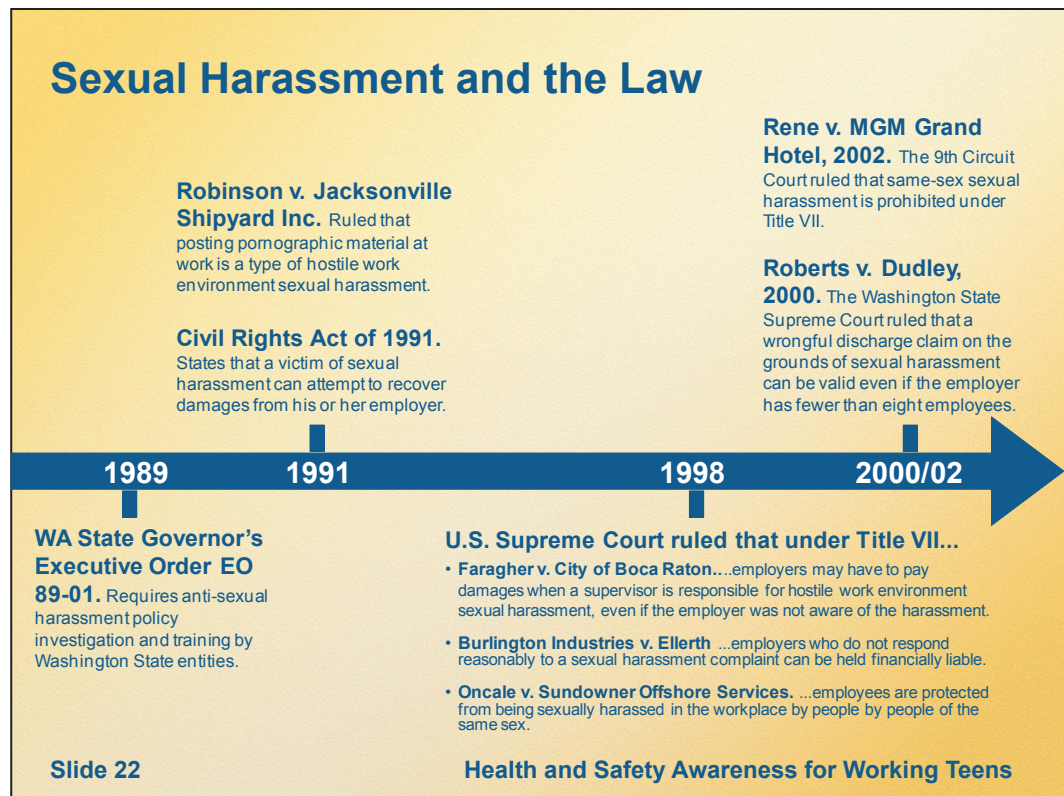 Sexual Harassment and the Law
Robinson v. Jacksonville
Shipyard Inc. Ruled that
posting pornographic material at
work is a type of hostile work
environment sexual harassment.
Civil Rights Act of 1991.
States that a victim of sexual
harassment can attempt to recover
damages from his or her employer.
Rene v. MGM Grand
Hotel, 2002. The 9th Circuit
Court ruled that same-sex sexual
harassment is prohibited under
Title VII.
Roberts v. Dudley,
2000. The Washington State
Supreme Court ruled that a
wrongful discharge claim on the
grounds of sexual harassment
can be valid even if the employer
has fewer than eight employees.
1989 1991 1998 2000/02
WA State Governor's
Executive Order EO
89-01. Requires anti-sexual
harassment policy
investigation and training by
Washington State entities.
U.S. Supreme Court ruled that under Title VII...
• Faragher v. City of Boca Raton.. ...employers may have to pay
damages when a supervisor is responsible for hostile work environment
sexual harassment, even if the employer was not aware of the harassment.
• Burlington Industries v. Ellerth ...employers who do not respond
reasonably to a sexual harassment complaint can be held financially liable.
• Oncale v. Sundowner Offshore Services. ...employees are protected
from being sexually harassed in the workplace by people by people of the
same sex.
Slide 22 Health and Safety Awareness for Working Teens